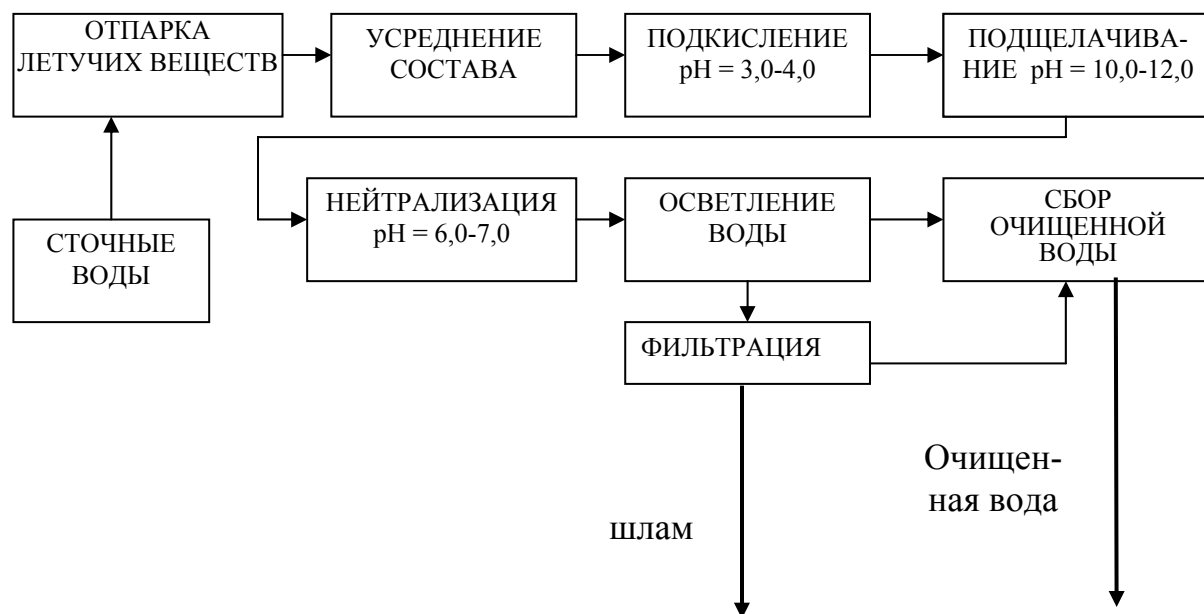 ОТПАРКА
ЛЕТУЧИХ ВЕЩЕСТВ
УСРЕДНЕНИЕ
СОСТАВА
ПОДКИСЛЕНИЕ
pH = 3,0-4,0
ПОДЩЕЛАЧИВА-
НИЕ pH = 10,0-12,0
СТОЧНЫЕ
ВОДЫ
НЕЙТРАЛИЗАЦИЯ
pH = 6,0-7,0
ОСВЕТЛЕНИЕ
ВОДЫ
СБОР
ОЧИЩЕННОЙ
ВОДЫ
ФИЛЬТРАЦИЯ
шлам
Очищен-
ная вода